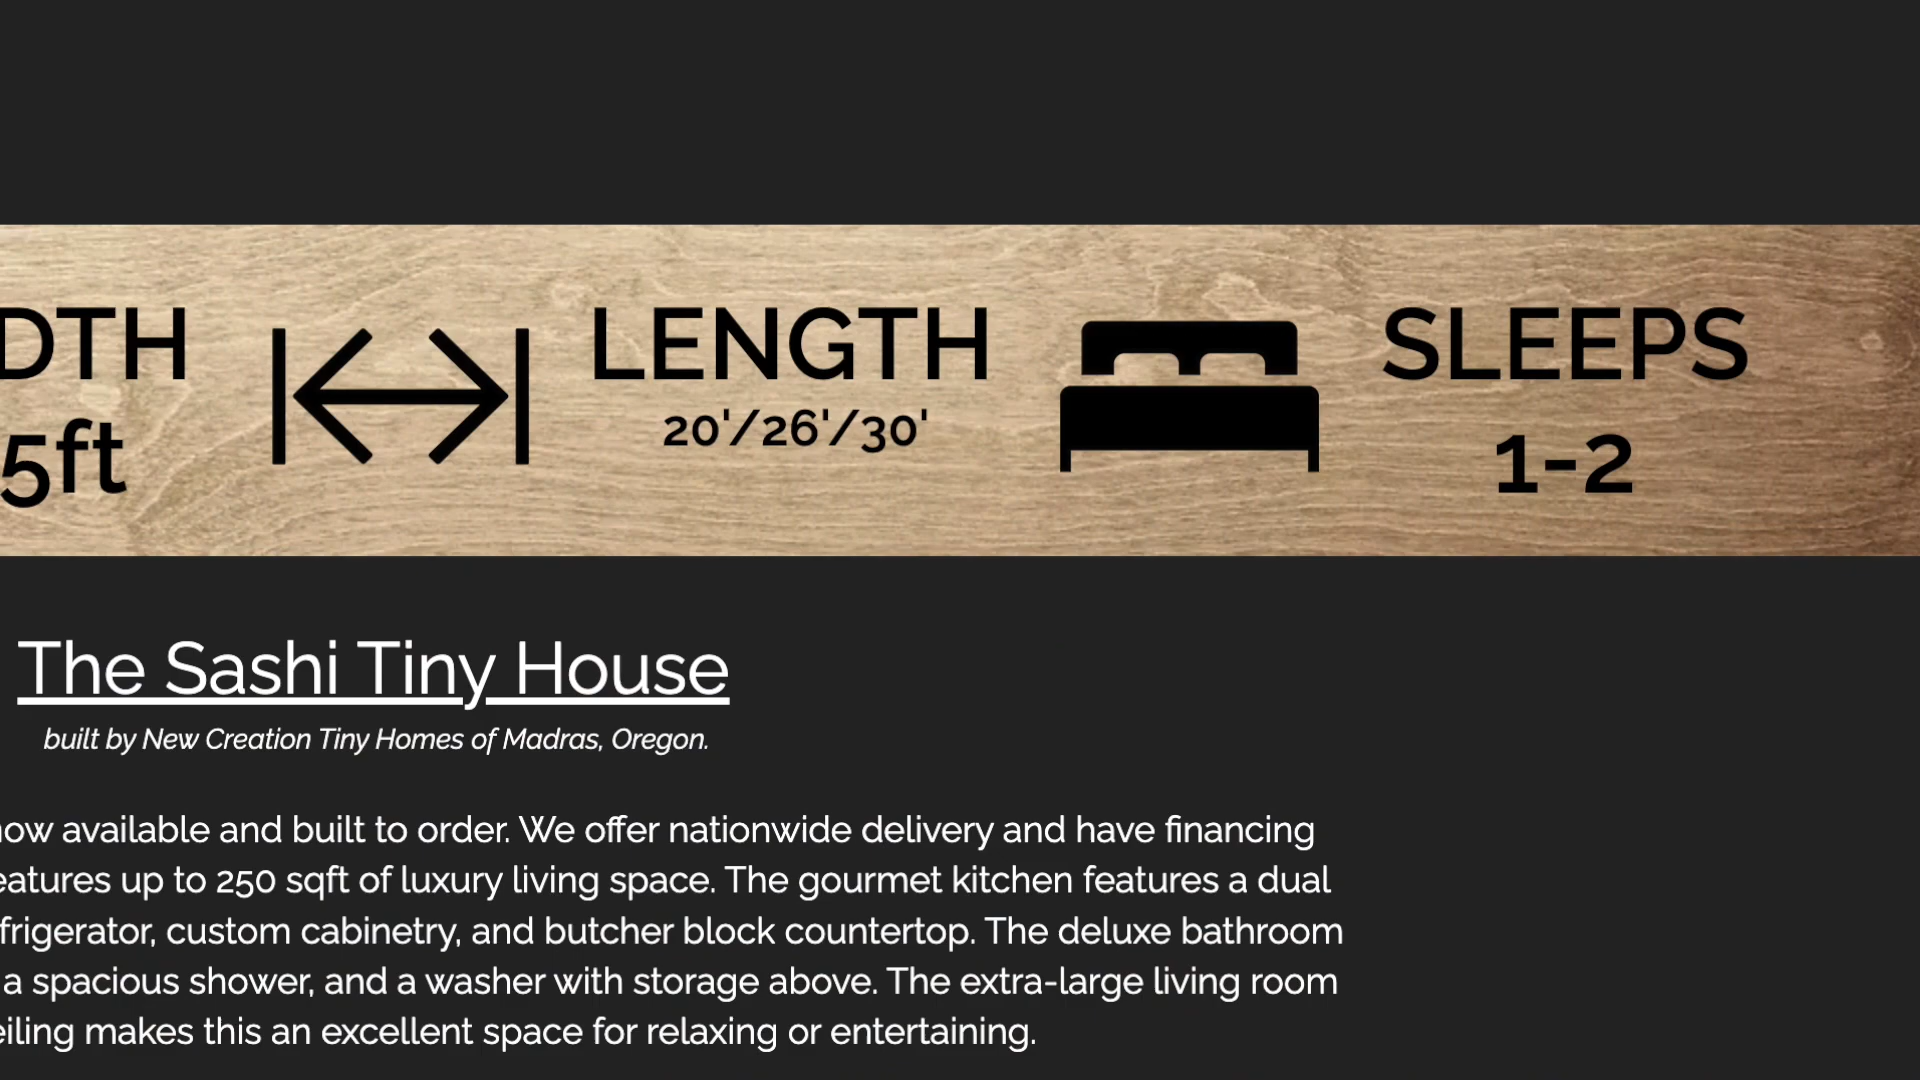 DTH
5ft
LENGTH
20'/26'/30'
SLEEPS
1-2
The Sashi Tiny House
built by New Creation Tiny Homes of Madras, Oregon.
now available and built to order. We offer nationwide delivery and have financing
eatures up to 250 sqft of luxury living space. The gourmet kitchen features a dual
frigerator, custom cabinetry, and butcher block countertop. The deluxe bathroom
a spacious shower, and a washer with storage above. The extra-large living room
eiling makes this an excellent space for relaxing or entertaining.